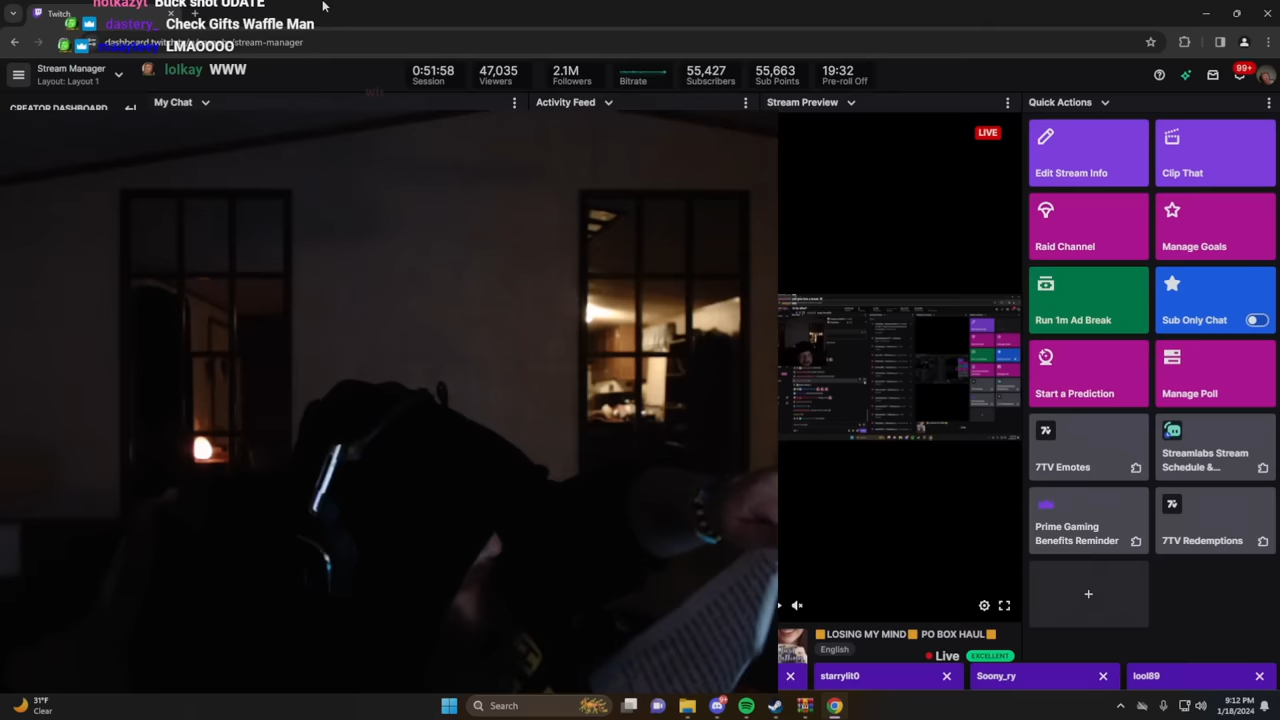 notkazyt Buck shot UDATE
Twitch
dastery_ Check Gifts Waffle Man
LMAOOOO
/stream-manager
Stream Manager
Layout: Layout 1
lolkay WWW
0:51:58
Session
47,035
Viewers
2.1M
Followers
Bitrate
55,427
Subscribers
55,663
Sub Points
19:32
Pre-roll Off
99+
CREATOR DASHBOARD
My Chat
Activity Feed
Stream Preview
Quick Actions
LIVE
Edit Stream Info
Clip That
Raid Channel
Manage Goals
Run 1m Ad Break
Sub Only Chat
Start a Prediction
Manage Poll
7TV Emotes
Streamlabs Stream
Schedule &...
Prime Gaming
Benefits Reminder
7TV Redemptions
LOSING MY MIND PO BOX HAUL
English
Live
EXCELLENT
starrylit0
Soony_ry
lool89
31°F
Clear
Search
9:12 PM
1/18/2024